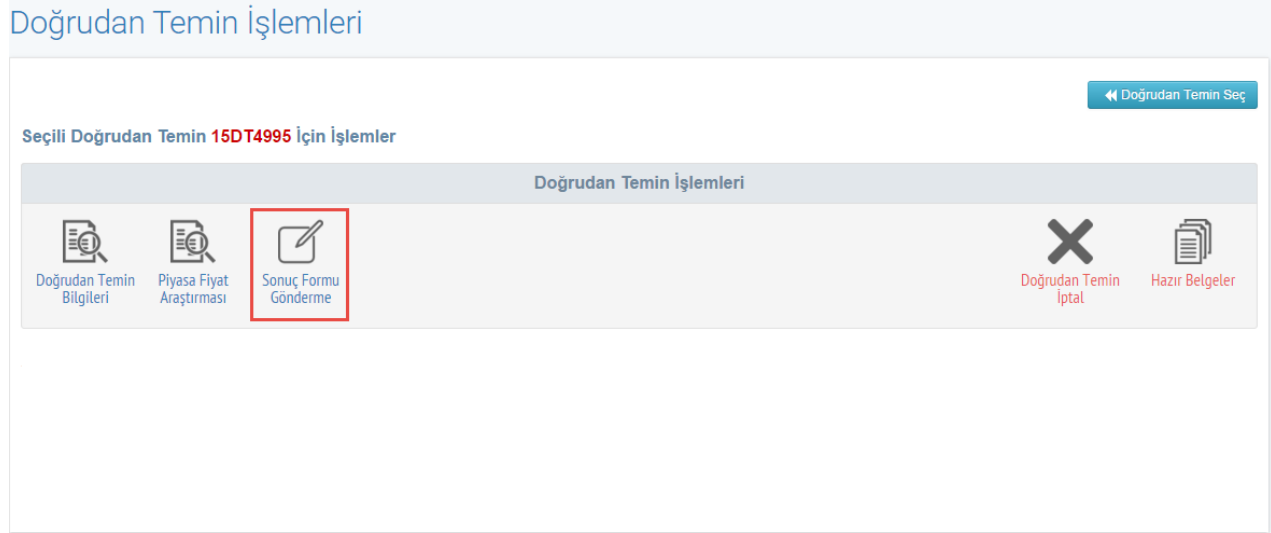 Doğrudan Temin İşlemleri
Doğrudan Temin Seç
Seçili Doğrudan Temin 15DT4995 İçin İşlemler
Doğrudan Temin İşlemleri
Doğrudan Temin
Bilgileri
Piyasa Fiyat
Araştırması
Sonuç Formu
Gönderme
Doğrudan Temin
İptal
Hazır Belgeler